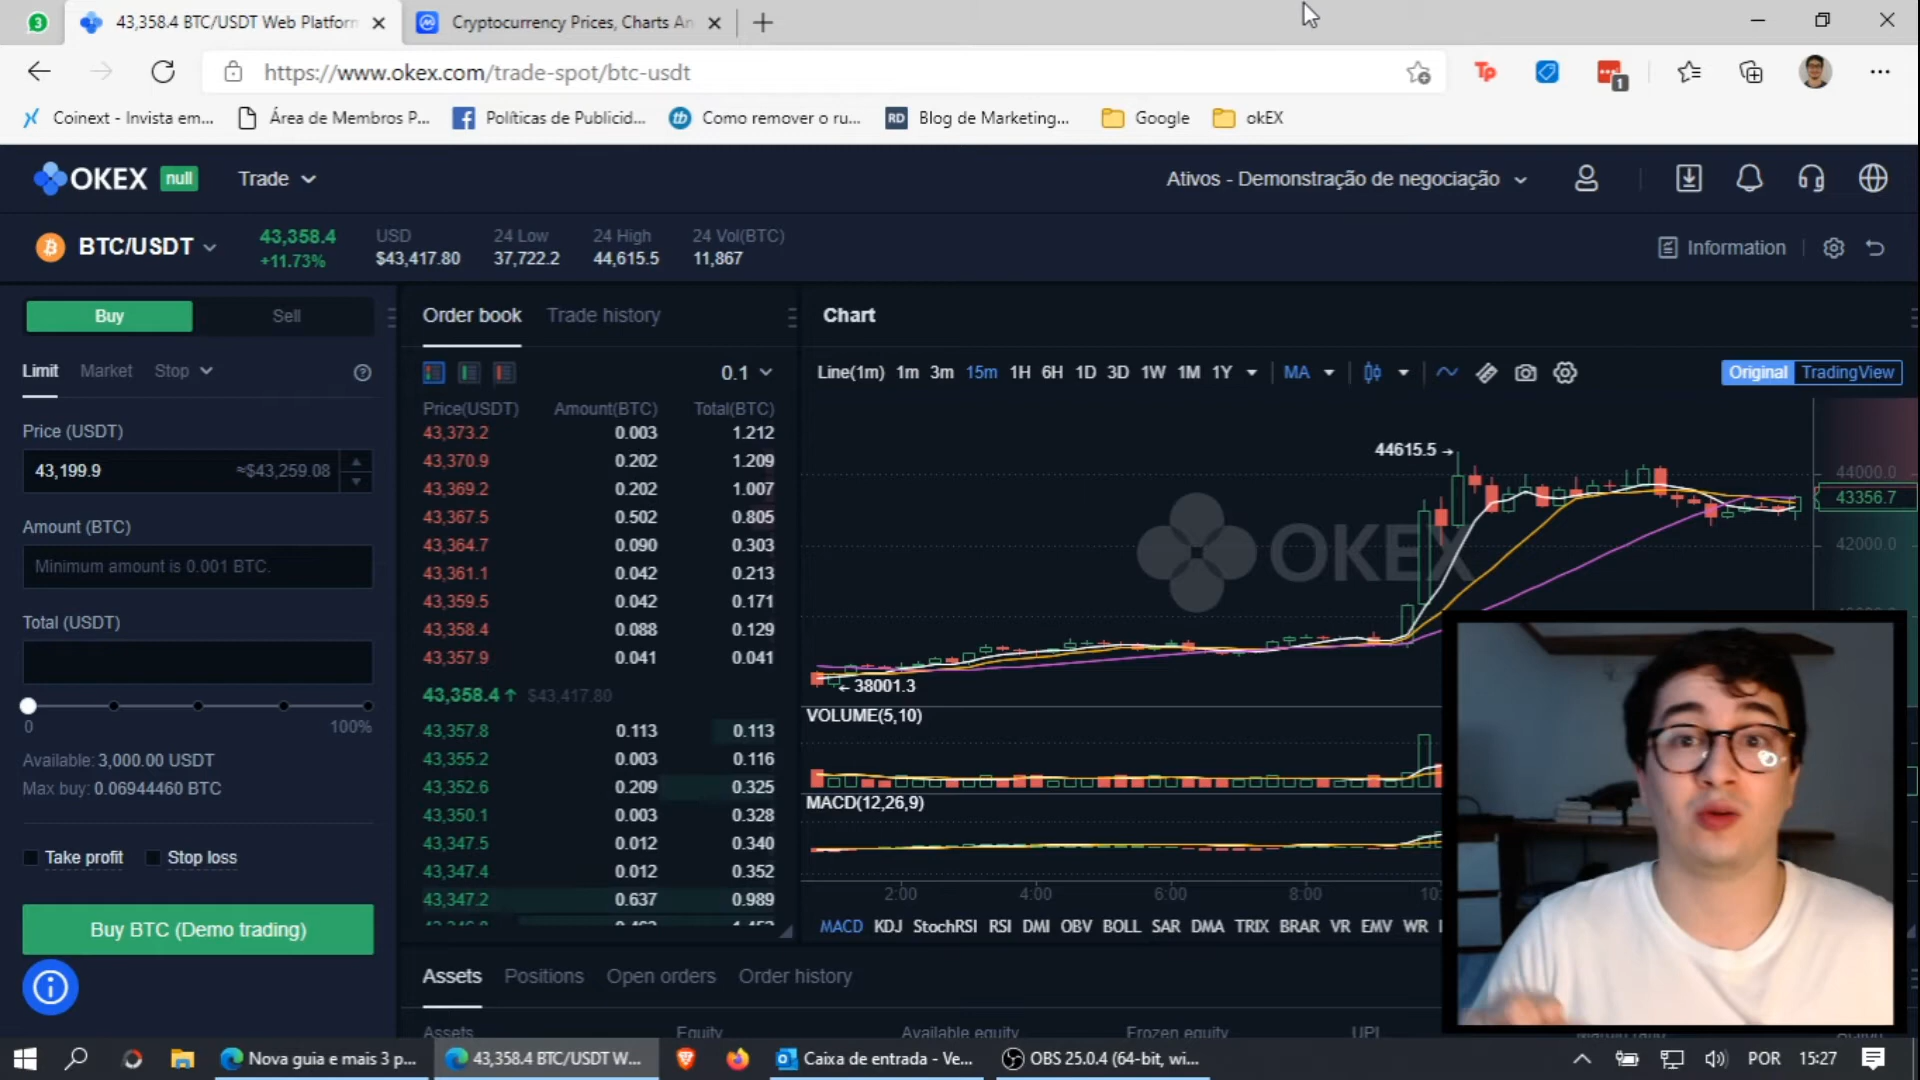 3
43,358.4 BTC/USDT Web Platform
Cryptocurrency Prices, Charts An
https://www.okex.com/trade-spot/btc-usdt
1
Coinext - Invista em...
Área de Membros P...
Políticas de Publicid...
Como remover o ru...
RD
Blog de Marketing...
Google
okEX
OKEX
null
Trade
Ativos - Demonstração de negociação
BTC/USDT
43,358.4
+11.73%
USD
$43,417.80
24 Low
37,722.2
24 High
44,615.5
24 Vol(BTC)
11,867
Information
Buy
Sell
Limit Market Stop
Price (USDT)
43,199.9 ≈$43,259.08
Amount (BTC)
Minimum amount is 0.001 BTC.
Total (USDT)
0 100%
Available: 3,000.00 USDT
Max buy: 0.06944460 BTC
Take profit
Stop loss
Buy BTC (Demo trading)
Order book Trade history
0.1
Price(USDT) Amount(BTC) Total(BTC)
43,373.2 0.003 1.212
43,370.9 0.202 1.209
43,369.2 0.202 1.007
43,367.5 0.502 0.805
43,364.7 0.090 0.303
43,361.1 0.042 0.213
43,359.5 0.042 0.171
43,358.4 0.088 0.129
43,357.9 0.041 0.041
43,358.4↑ $43,417.80
43,357.8 0.113 0.113
43,355.2 0.003 0.116
43,352.6 0.209 0.325
43,350.1 0.003 0.328
43,347.5 0.012 0.340
43,347.4 0.012 0.352
43,347.2 0.637 0.989
Chart
Line(1m) 1m 3m 15m 1H 6H 1D 3D 1W 1M 1Y
MA
Original TradingView
44615.5
44000.0
43356.7
42000.0
OKEX
38001.3
VOLUME(5,10)
MACD(12,26,9)
2:00 4:00 6:00 8:00
MACD KDJ StochRSI RSI DMI OBV BOLL SAR DMA TRIX BRAR VR EMV WR
Assets Positions Open orders Order history
Assets Equity Available equity Frozen equity UPL
Nova guia e mais 3 p...
43,358.4 BTC/USDT W...
Caixa de entrada - Ve...
OBS 25.0.4 (64-bit, wi...
POR
15:27